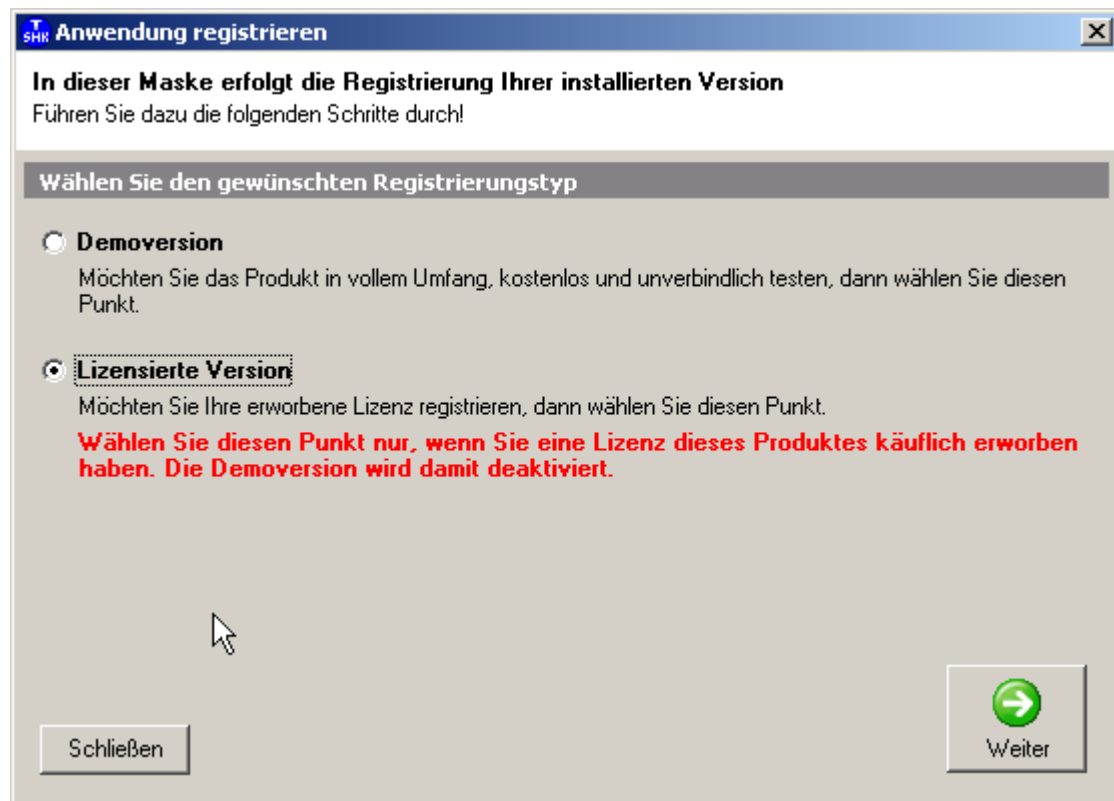 T
SHK Anwendung registrieren
In dieser Maske erfolgt die Registrierung Ihrer installierten Version
Führen Sie dazu die folgenden Schritte durch!
Wählen Sie den gewünschten Registrierungstyp
Demoversion
Möchten Sie das Produkt in vollem Umfang, kostenlos und unverbindlich testen, dann wählen Sie diesen
Punkt.
Lizensierte Version
Möchten Sie Ihre erworbene Lizenz registrieren, dann wählen Sie diesen Punkt.
Wählen Sie diesen Punkt nur, wenn Sie eine Lizenz dieses Produktes käuflich erworben
haben. Die Demoversion wird damit deaktiviert.
Schließen
Weiter